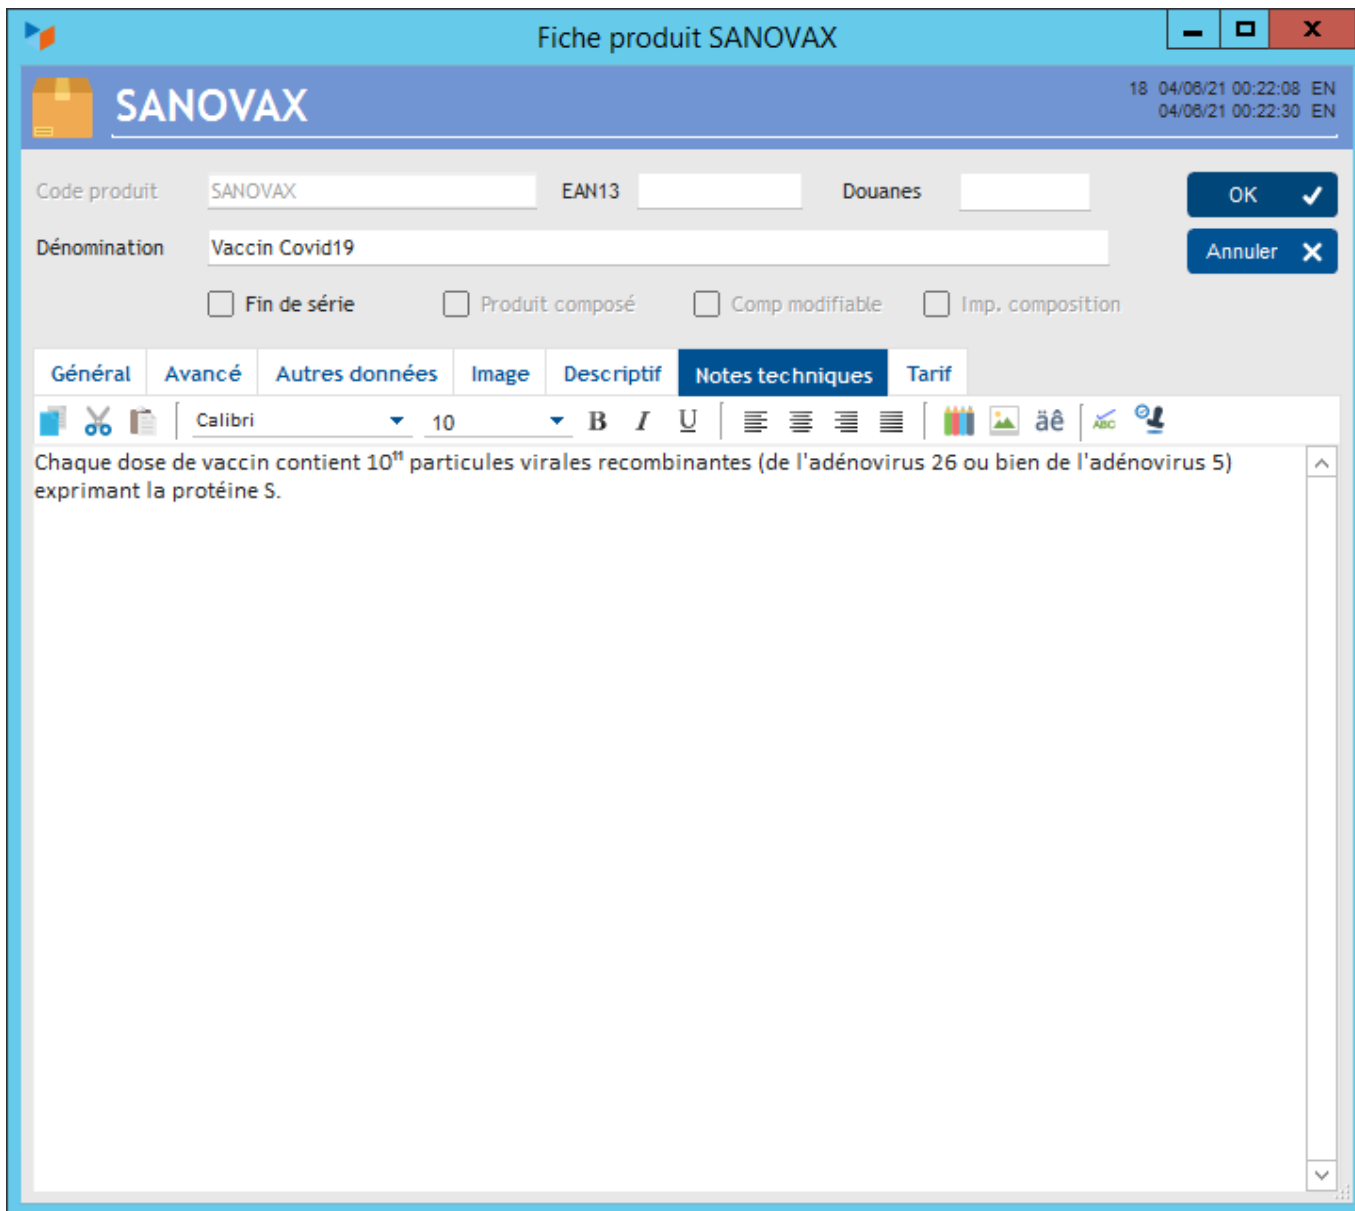 Fiche produit SANOVAX
SANOVAX
18 04/06/21 00:22:08 EN
04/06/21 00:22:30 EN
Code produit SANOVAX EAN13 Douanes
OK
Dénomination Vaccin Covid19
Annuler
Fin de série Produit composé Comp modifiable Imp. composition
Général Avancé Autres données Image Descriptif Notes techniques Tarif
Calibri 10 B I U äê ABC
Chaque dose de vaccin contient 10¹¹ particules virales recombinantes (de l'adénovirus 26 ou bien de l'adénovirus 5)
exprimant la protéine S.